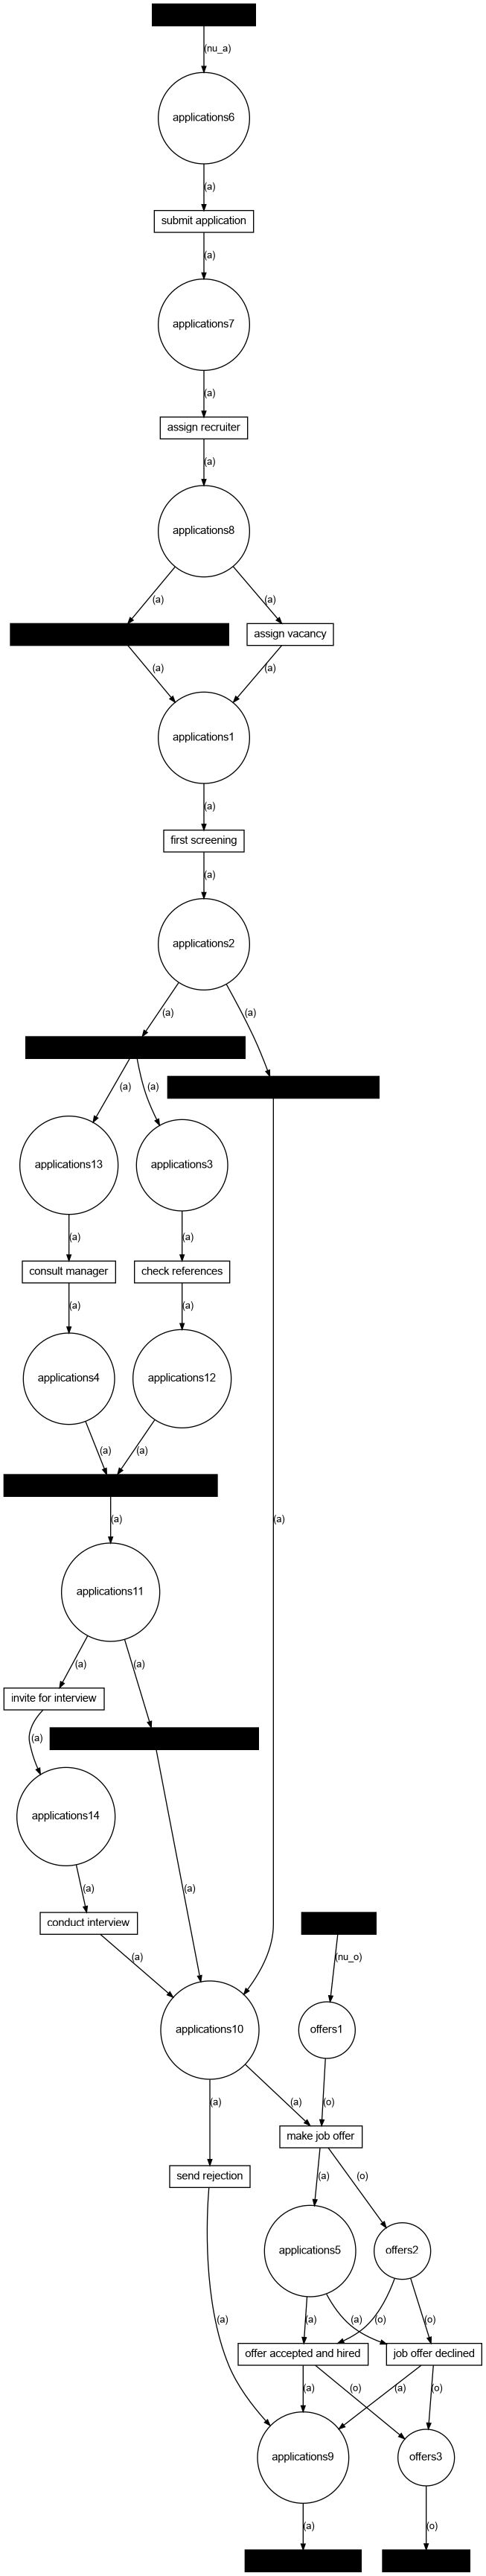 (nu_a)
applications6
(a)
submit application
(a)
applications7
(a)
assign recruiter
(a)
applications8
(a)
(a)
assign vacancy
(a)
(a)
applications1
(a)
first screening
(a)
applications2
(a)
(a)
(a)
(a)
applications13
applications3
(a)
(a)
consult manager
check references
(a)
(a)
applications4
applications12
(a)
(a)
(a)
(a)
applications11
(a)
(a)
invite for interview
(a)
applications14
(a)
(a)
conduct interview
(a)
(nu_o)
applications10
offers1
(a)
(a)
(o)
make job offer
send rejection
(a)
(o)
applications5
offers2
(a)
(a)
(a)
(o)
(o)
offer accepted and hired
job offer declined
(a)
(o)
(a)
(o)
applications9
offers3
(a)
(o)